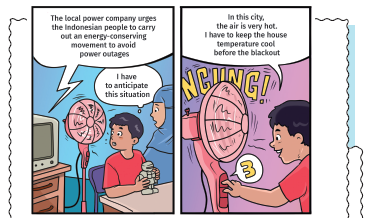 The local power company urges
the Indonesian people to carry
out an energy-conserving
movement to avoid
power outages
I have
to anticipate
this situation
In this city,
the air is very hot.
I have to keep the house
temperature cool
before the blackout
NGUNG!
3